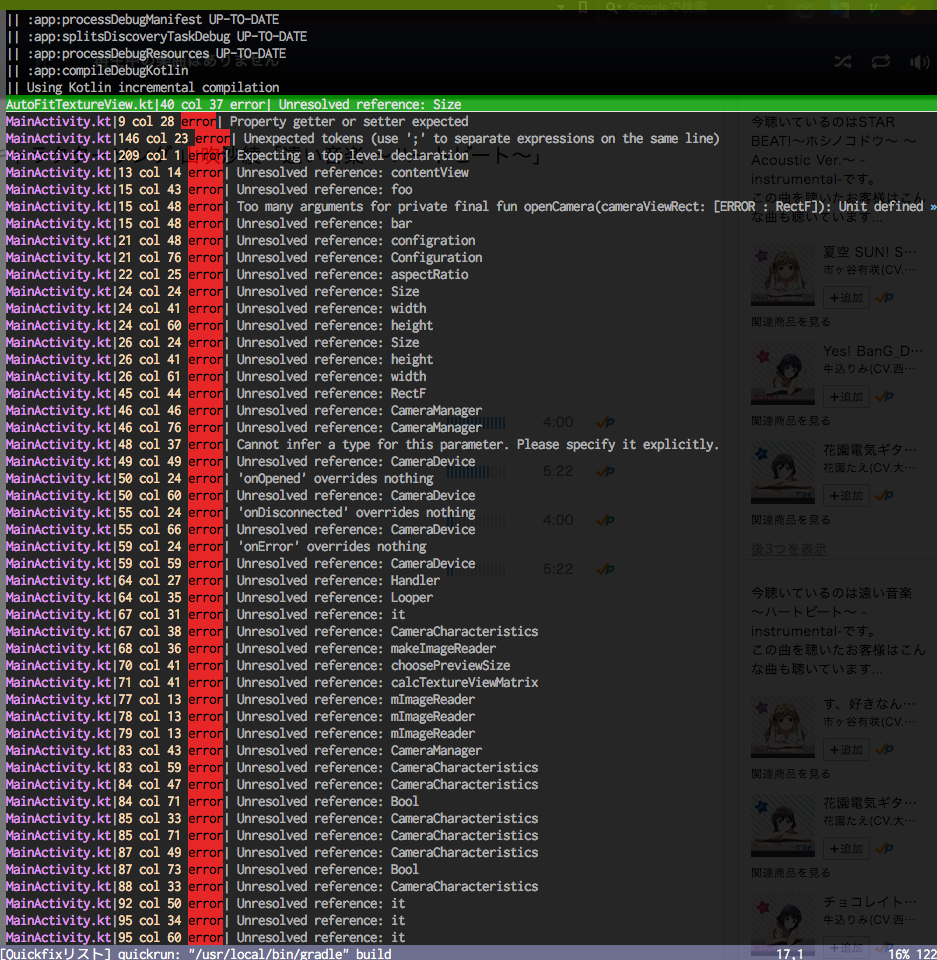 || :app:processDebugManifest UP-TO-DATE
|| :app:splitsDiscoveryTaskDebug UP-TO-DATE
|| :app:processDebugResources UP-TO-DATE
|| :app:compileDebugKotlin
|| Using Kotlin incremental compilation
AutoFitTextureView.kt|40 col 37 error| Unresolved reference: Size
MainActivity.kt|9 col 28 error| Property getter or setter expected
MainActivity.kt|146 col 23 error| Unexpected tokens (use ';' to separate expressions on the same line)
MainActivity.kt|209 col 1 error| Expecting a top level declaration
MainActivity.kt|13 col 14 error| Unresolved reference: contentView
MainActivity.kt|15 col 43 error| Unresolved reference: foo
MainActivity.kt|15 col 48 error| Too many arguments for private final fun openCamera(cameraViewRect: [ERROR : RectF]): Unit defined »
MainActivity.kt|15 col 48 error| Unresolved reference: bar
MainActivity.kt|21 col 48 error| Unresolved reference: configration
MainActivity.kt|21 col 76 error| Unresolved reference: Configuration
MainActivity.kt|22 col 25 error| Unresolved reference: aspectRatio
MainActivity.kt|24 col 24 error| Unresolved reference: Size
MainActivity.kt|24 col 41 error| Unresolved reference: width
MainActivity.kt|24 col 60 error| Unresolved reference: height
MainActivity.kt|26 col 24 error| Unresolved reference: Size
MainActivity.kt|26 col 41 error| Unresolved reference: height
MainActivity.kt|26 col 61 error| Unresolved reference: width
MainActivity.kt|45 col 44 error| Unresolved reference: RectF
MainActivity.kt|46 col 46 error| Unresolved reference: CameraManager
MainActivity.kt|46 col 76 error| Unresolved reference: CameraManager
MainActivity.kt|48 col 37 error| Cannot infer a type for this parameter. Please specify it explicitly.
MainActivity.kt|49 col 49 error| Unresolved reference: CameraDevice
MainActivity.kt|50 col 24 error| 'onOpened' overrides nothing
MainActivity.kt|50 col 60 error| Unresolved reference: CameraDevice
MainActivity.kt|55 col 24 error| 'onDisconnected' overrides nothing
MainActivity.kt|55 col 66 error| Unresolved reference: CameraDevice
MainActivity.kt|59 col 24 error| 'onError' overrides nothing
MainActivity.kt|59 col 59 error| Unresolved reference: CameraDevice
MainActivity.kt|64 col 27 error| Unresolved reference: Handler
MainActivity.kt|64 col 35 error| Unresolved reference: Looper
MainActivity.kt|67 col 31 error| Unresolved reference: it
MainActivity.kt|67 col 38 error| Unresolved reference: CameraCharacteristics
MainActivity.kt|68 col 36 error| Unresolved reference: makeImageReader
MainActivity.kt|70 col 41 error| Unresolved reference: choosePreviewSize
MainActivity.kt|71 col 41 error| Unresolved reference: calcTextureViewMatrix
MainActivity.kt|77 col 13 error| Unresolved reference: mImageReader
MainActivity.kt|78 col 13 error| Unresolved reference: mImageReader
MainActivity.kt|79 col 13 error| Unresolved reference: mImageReader
MainActivity.kt|83 col 43 error| Unresolved reference: CameraManager
MainActivity.kt|83 col 59 error| Unresolved reference: CameraCharacteristics
MainActivity.kt|84 col 47 error| Unresolved reference: CameraCharacteristics
MainActivity.kt|84 col 71 error| Unresolved reference: Bool
MainActivity.kt|85 col 33 error| Unresolved reference: CameraCharacteristics
MainActivity.kt|85 col 71 error| Unresolved reference: CameraCharacteristics
MainActivity.kt|87 col 49 error| Unresolved reference: CameraCharacteristics
MainActivity.kt|87 col 73 error| Unresolved reference: Bool
MainActivity.kt|88 col 33 error| Unresolved reference: CameraCharacteristics
MainActivity.kt|92 col 50 error| Unresolved reference: it
MainActivity.kt|95 col 34 error| Unresolved reference: it
MainActivity.kt|95 col 60 error| Unresolved reference: it
[Quickfixリスト] quickrun: "/usr/local/bin/gradle" build 17,1 16% 122
Googleで検索
4:00
5:22
4:00
5:22
今聴いているのはSTAR
BEAT!〜ホシノコドウ〜 〜
Acoustic Ver.〜 -
instrumental-です。
この曲を聴いたお客様はこん
な曲も聴いています...
夏空 SUN! S…
市ヶ谷有咲(CV.…
+追加
関連商品を見る
Yes! BanG_D…
牛込りみ(CV.西…
+追加
関連商品を見る
花園電気ギタ…
花園たえ(CV.大…
+追加
関連商品を見る
後3つを表示
今聴いているのは遠い音楽
〜ハートビート〜 -
instrumental-です。
この曲を聴いたお客様はこん
な曲も聴いています...
す、好きなん…
市ヶ谷有咲(CV.…
+追加
関連商品を見る
花園電気ギタ…
花園たえ(CV.大…
+追加
関連商品を見る
チョコレイト…
牛込りみ(CV.西…
+追加